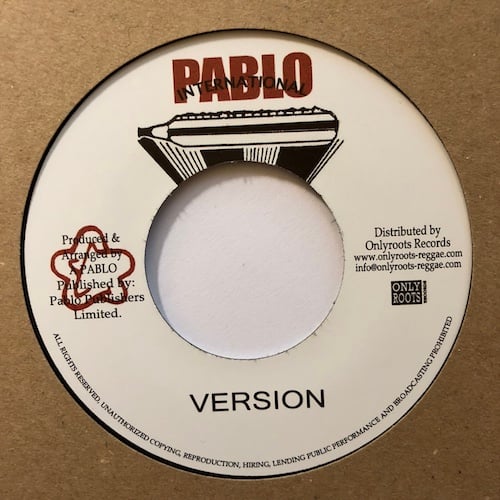 PABLO
INTERNATIONAL
Produced &
Arranged by
PABLO
Published by:
Pablo Publishers
Limited.
Distributed by
Onlyroots Records
www.onlyroots-reggae.com
info@onlyroots-reggae.com
ONLY
ROOTS
VERSION
ALL RIGHTS RESERVED, UNAUTHORIZED COPYING, REPRODUCTION, HIRING, LENDING PUBLIC PERFORMANCE AND BROADCASTING PROHIBITED